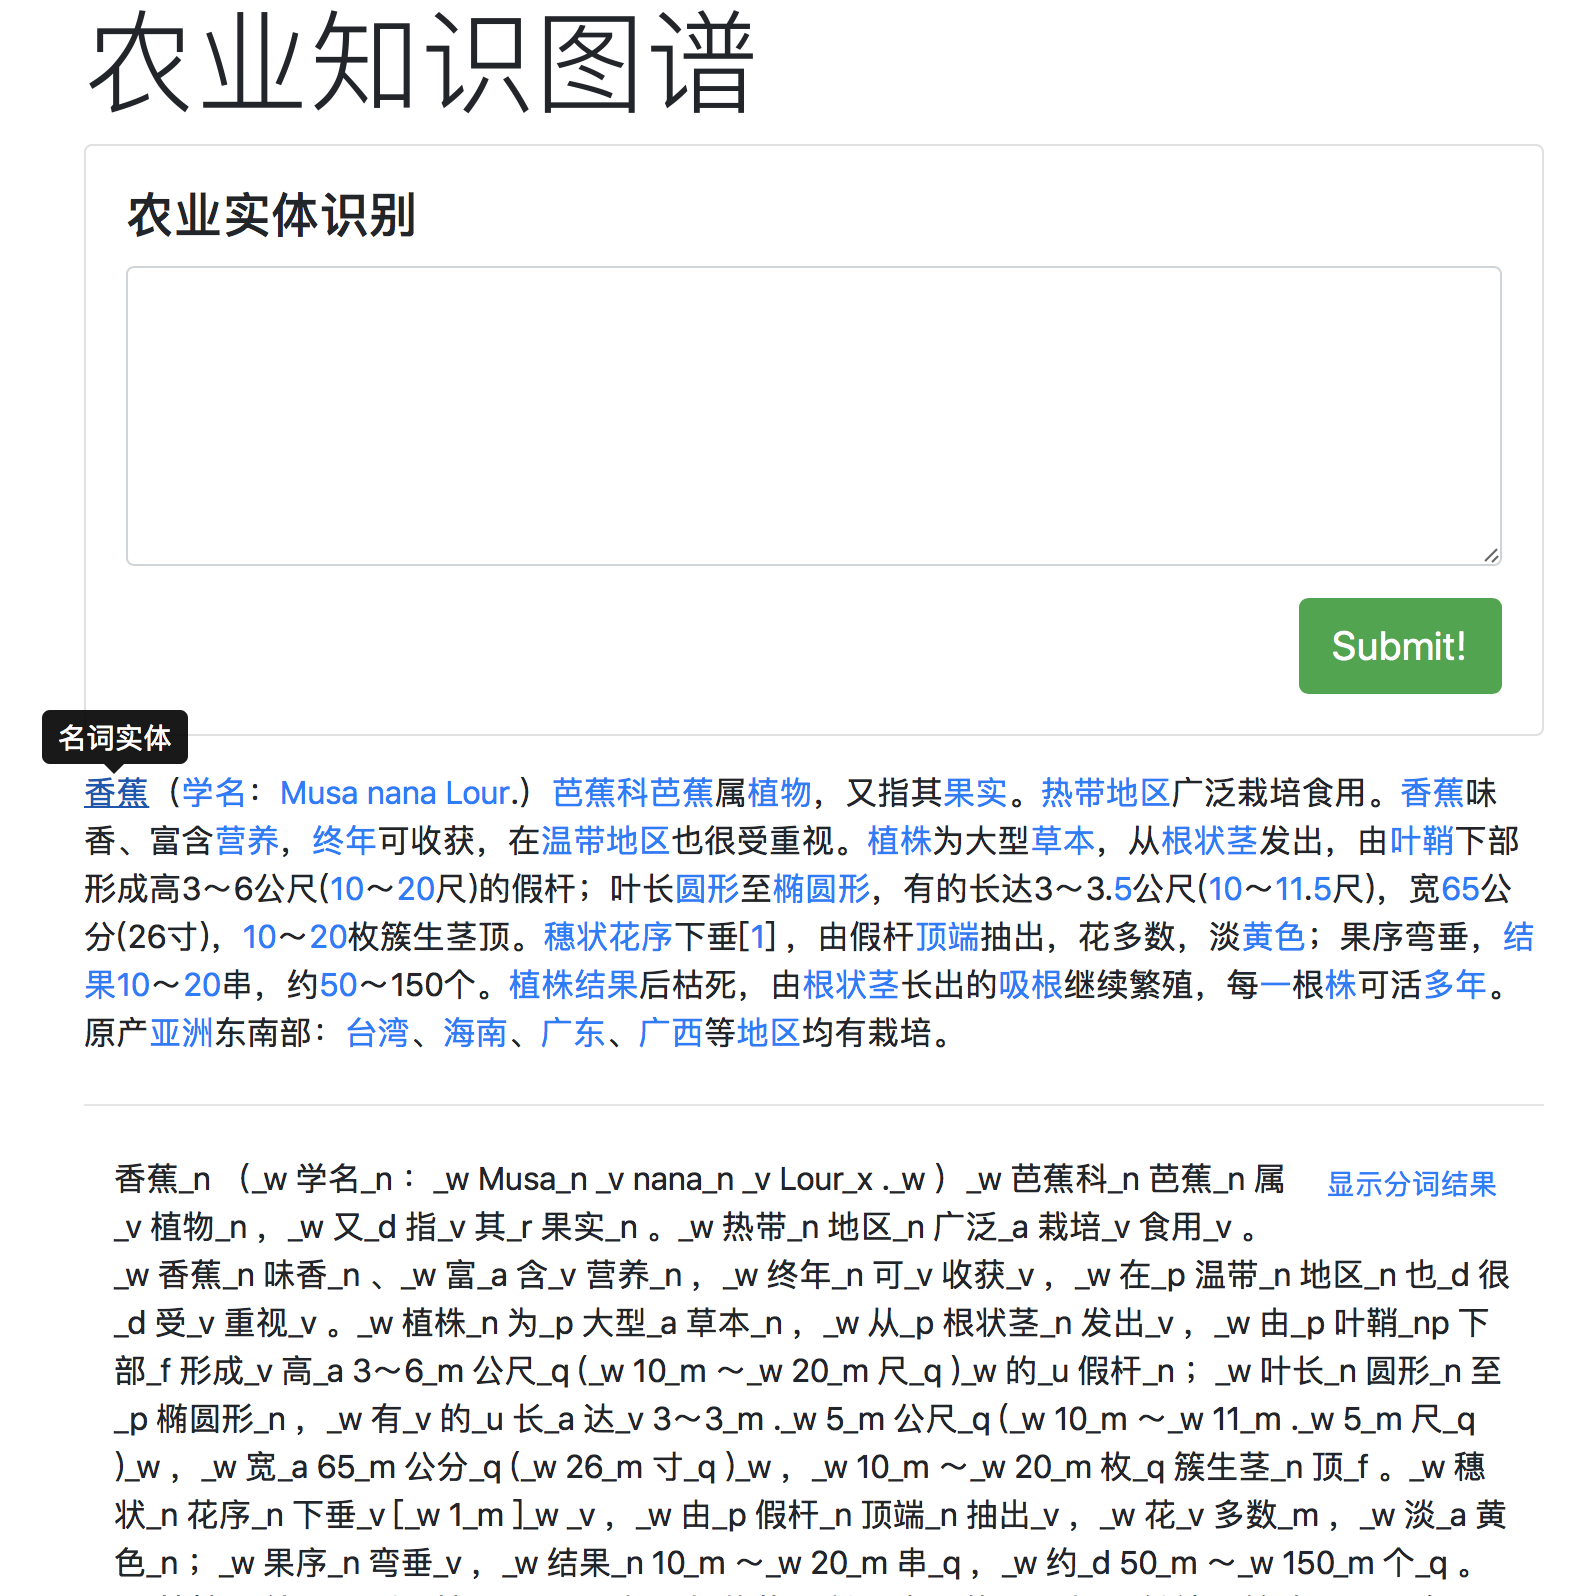 农业知识图谱
农业实体识别
Submit!
名词实体
香蕉（学名：Musa nana Lour.）芭蕉科芭蕉属植物，又指其果实。热带地区广泛栽培食用。香蕉味
香、富含营养，终年可收获，在温带地区也很受重视。植株为大型草本，从根状茎发出，由叶鞘下部
形成高3～6公尺(10～20尺)的假杆；叶长圆形至椭圆形，有的长达3～3.5公尺(10～11.5尺)，宽65公
分(26寸)，10～20枚簇生茎顶。穗状花序下垂[1] ，由假杆顶端抽出，花多数，淡黄色；果序弯垂，结
果10～20串，约50～150个。植株结果后枯死，由根状茎长出的吸根继续繁殖，每一根株可活多年。
原产亚洲东南部：台湾、海南、广东、广西等地区均有栽培。
香蕉_n （_w 学名_n ：_w Musa_n _v nana_n _v Lour_x ._w ）_w 芭蕉科_n 芭蕉_n 属
显示分词结果
_v 植物_n ，_w 又_d 指_v 其_r 果实_n 。_w 热带_n 地区_n 广泛_a 栽培_v 食用_v 。
_w 香蕉_n 味香_n 、_w 富_a 含_v 营养_n ，_w 终年_n 可_v 收获_v ，_w 在_p 温带_n 地区_n 也_d 很
_d 受_v 重视_v 。_w 植株_n 为_p 大型_a 草本_n ，_w 从_p 根状茎_n 发出_v ，_w 由_p 叶鞘_np 下
部_f 形成_v 高_a 3～6_m 公尺_q (_w 10_m ～_w 20_m 尺_q )_w 的_u 假杆_n ；_w 叶长_n 圆形_n 至
_p 椭圆形_n ，_w 有_v 的_u 长_a 达_v 3～3_m ._w 5_m 公尺_q (_w 10_m ～_w 11_m ._w 5_m 尺_q
)_w ，_w 宽_a 65_m 公分_q (_w 26_m 寸_q )_w ，_w 10_m ～_w 20_m 枚_q 簇生茎_n 顶_f 。_w 穗
状_n 花序_n 下垂_v [_w 1_m ]_w _v ，_w 由_p 假杆_n 顶端_n 抽出_v ，_w 花_v 多数_m ，_w 淡_a 黄
色_n ；_w 果序_n 弯垂_v ，_w 结果_n 10_m ～_w 20_m 串_q ，_w 约_d 50_m ～_w 150_m 个_q 。